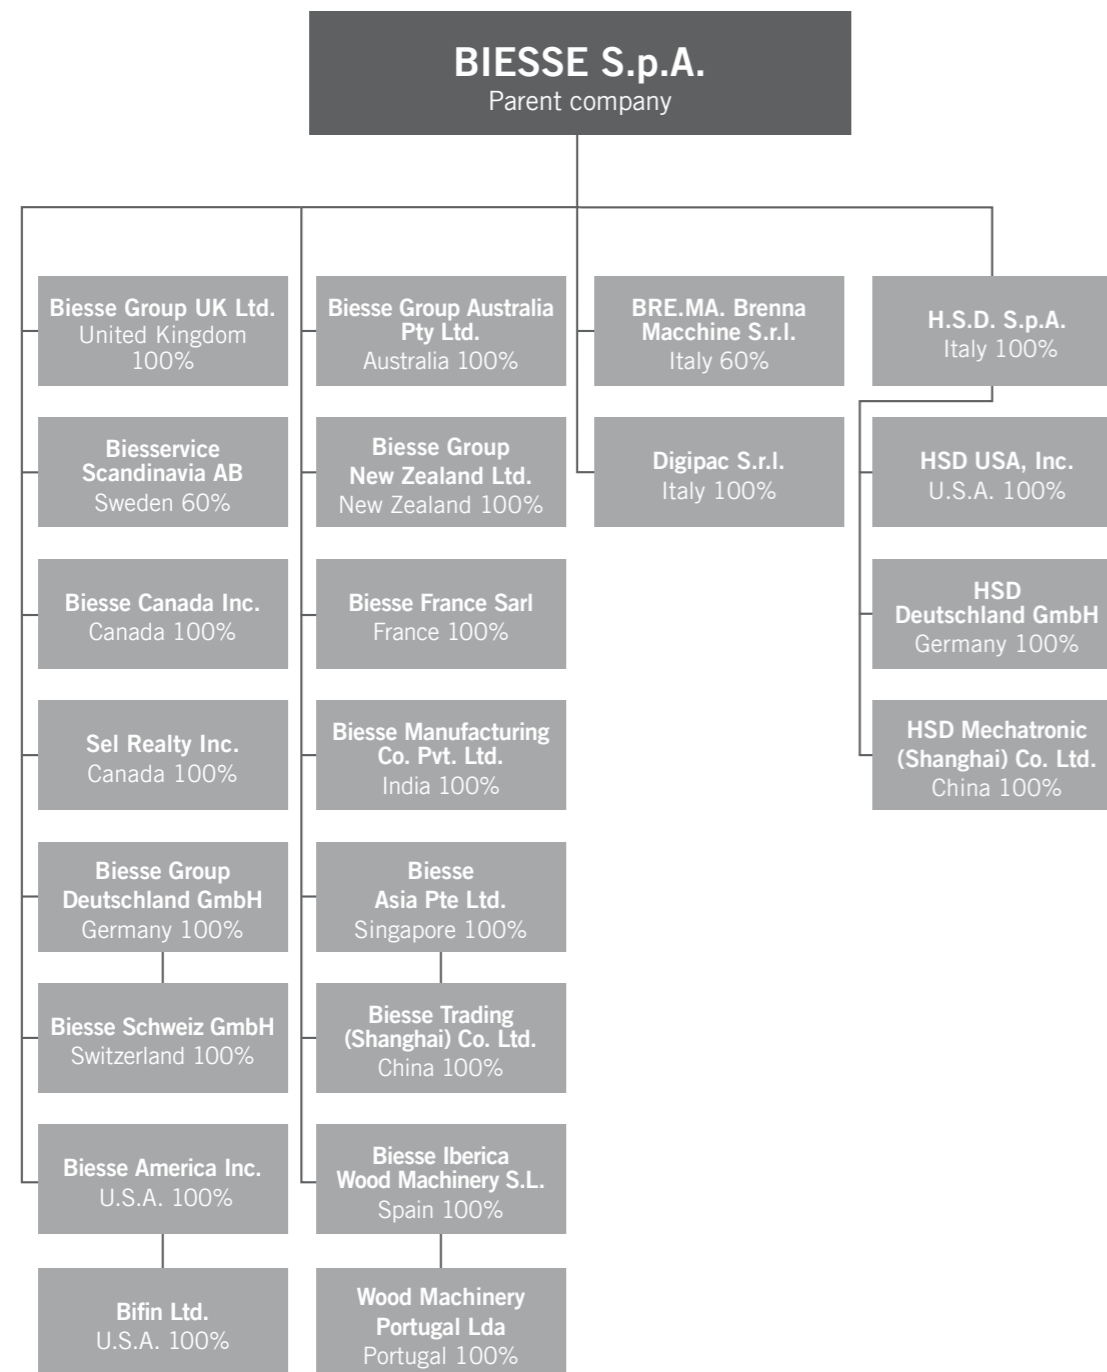 BIESSE S.p.A.
Parent company
Biesse Group UK Ltd.
United Kingdom
100%
Biesservice
Scandinavia AB
Sweden 60%
Biesse Canada Inc.
Canada 100%
Sel Realty Inc.
Canada 100%
Biesse Group
Deutschland GmbH
Germany 100%
Biesse Schweiz GmbH
Switzerland 100%
Biesse America Inc.
U.S.A. 100%
Bifin Ltd.
U.S.A. 100%
Biesse Group Australia
Pty Ltd.
Australia 100%
Biesse Group
New Zealand Ltd.
New Zealand 100%
Biesse France Sarl
France 100%
Biesse Manufacturing
Co. Pvt. Ltd.
India 100%
Biesse
Asia Pte Ltd.
Singapore 100%
Biesse Trading
(Shanghai) Co. Ltd.
China 100%
Biesse Iberica
Wood Machinery S.L.
Spain 100%
Wood Machinery
Portugal Lda
Portugal 100%
BRE.MA. Brenna
Macchine S.r.l.
Italy 60%
Digipac S.r.l.
Italy 100%
H.S.D. S.p.A.
Italy 100%
HSD USA, Inc.
U.S.A. 100%
HSD
Deutschland GmbH
Germany 100%
HSD Mechatronic
(Shanghai) Co. Ltd.
China 100%